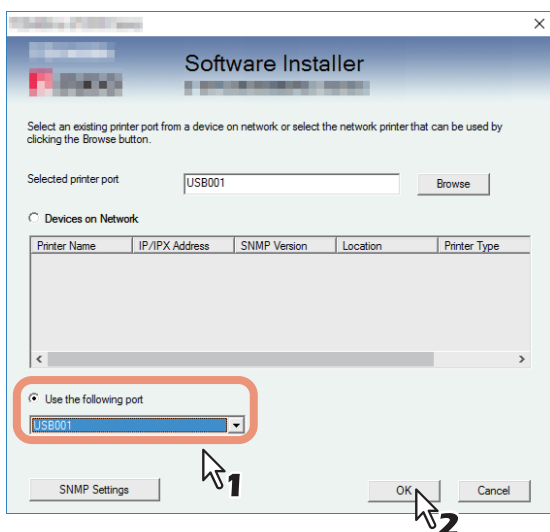 Software Installer
Select an existing printer port from a device on network or select the network printer that can be used by
clicking the Browse button.
Selected printer port USB001 Browse
Devices on Network
Printer Name IP/IPX Address SNMP Version Location Printer Type
Use the following port
USB001
1
SNMP Settings OK Cancel
2